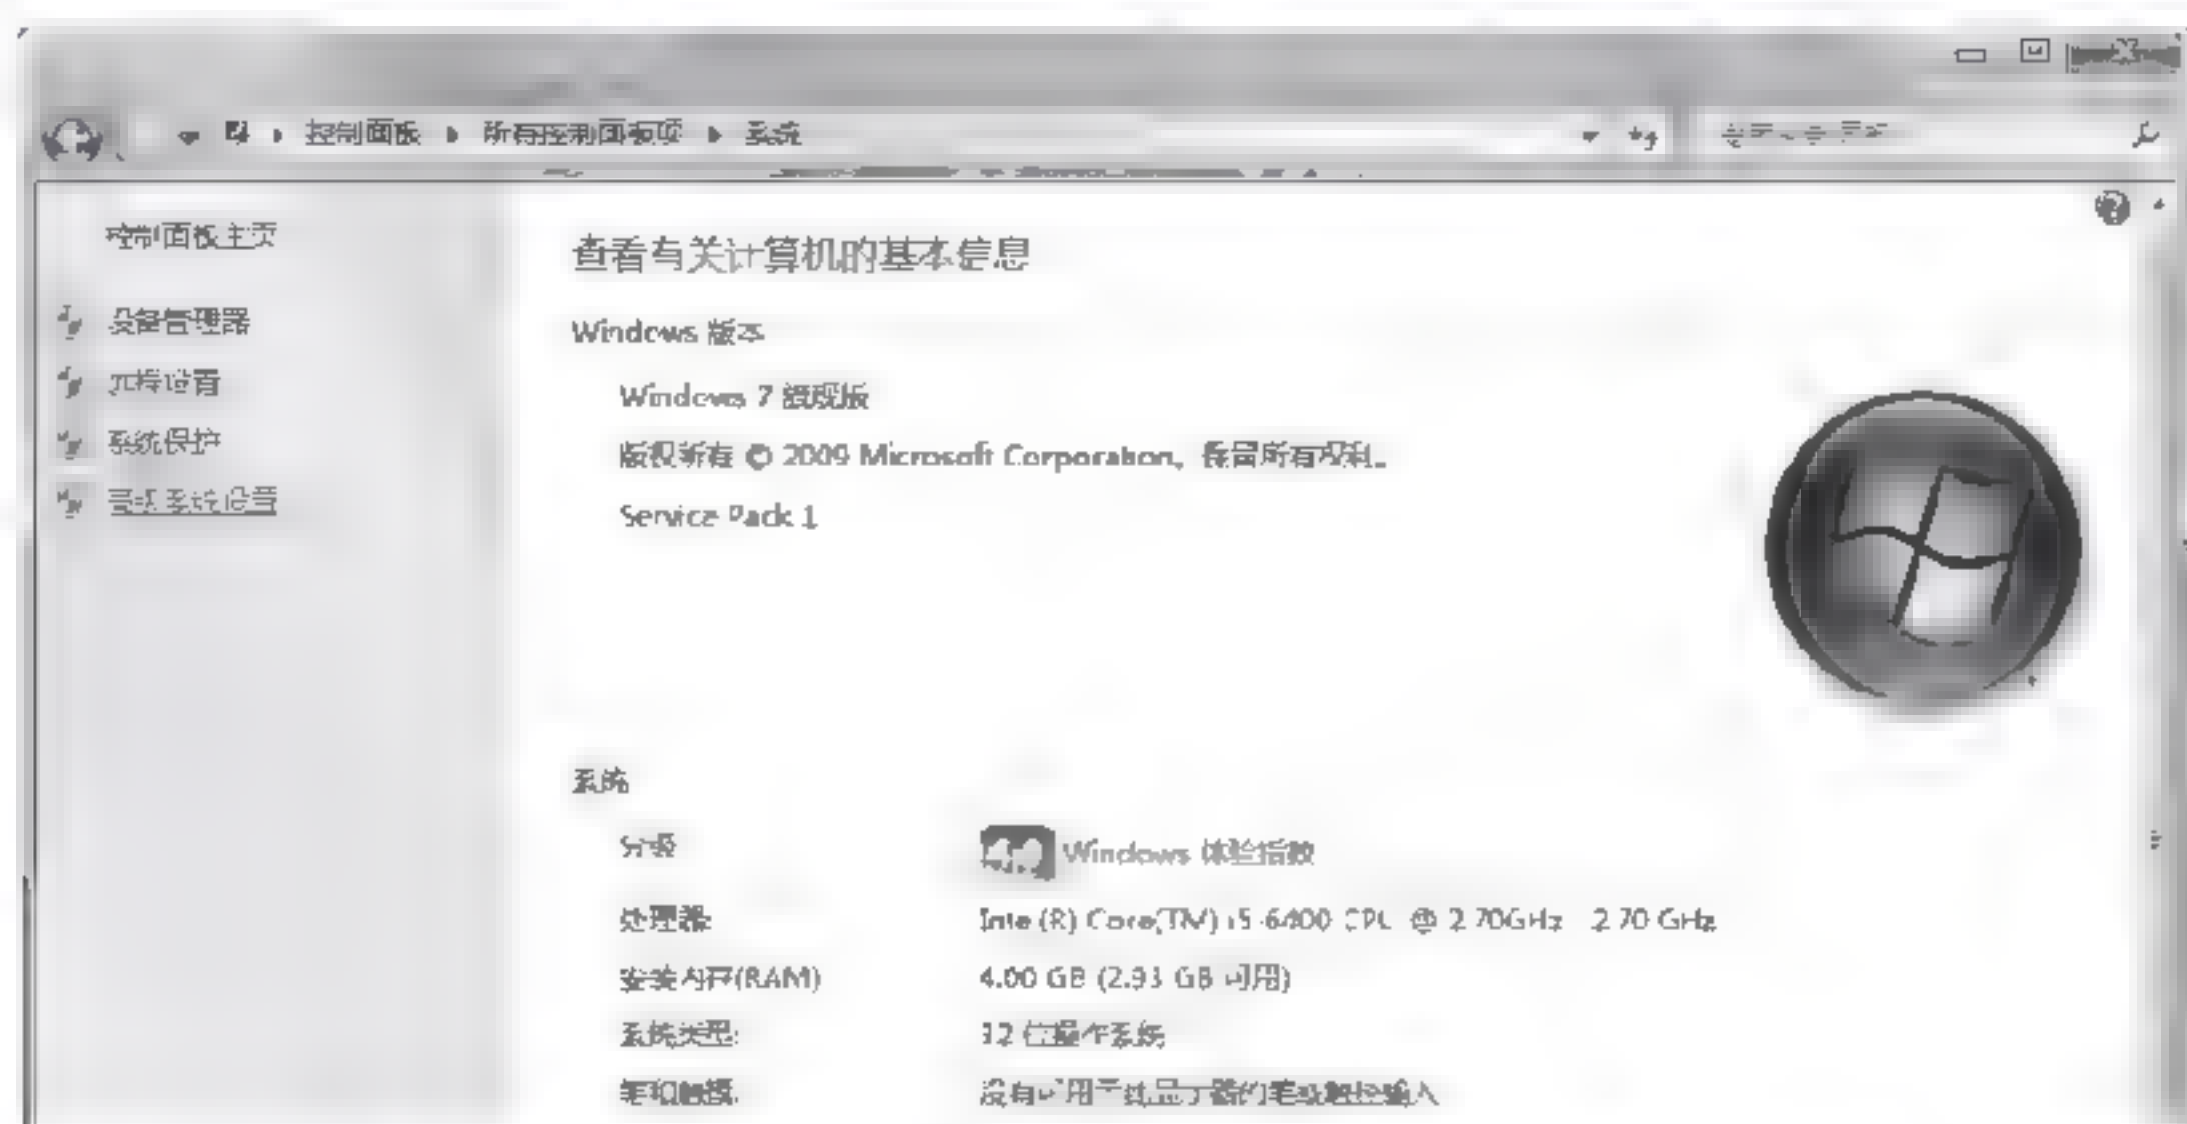 控制面板 所有控制面板项 系统
控制面板主页
设备管理器
远程设置
系统保护
高级系统设置
查看有关计算机的基本信息
Windows 版本
Windows 7 旗舰版
版权所有 © 2009 Microsoft Corporation。保留所有权利。
Service Pack 1
系统
分级
Windows 体验指数
处理器:
Intel(R) Core(TM) i5-6400 CPU @ 2.70GHz 2.70 GHz
安装内存(RAM)
4.00 GB (2.93 GB 可用)
系统类型:
32 位操作系统
笔和触摸:
没有可用于此显示器的笔或触控输入